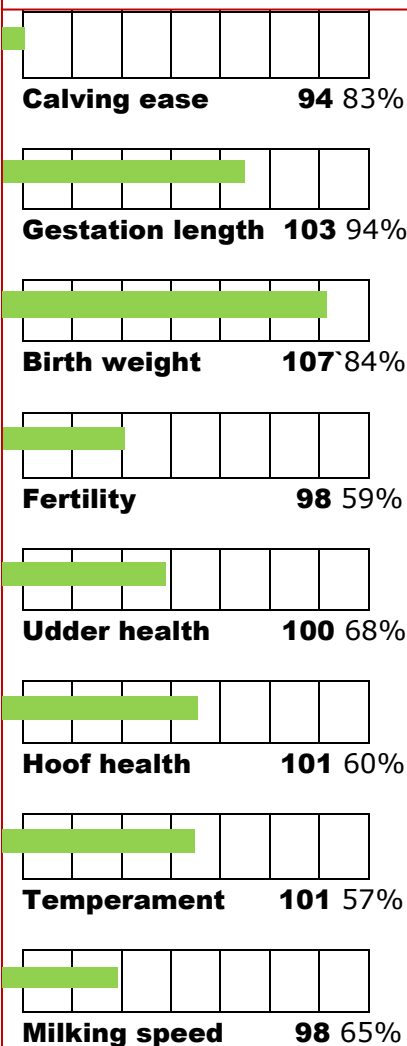 Calving ease 94 83%
Gestation length 103 94%
Birth weight 107`84%
Fertility 98 59%
Udder health 100 68%
Hoof health 101 60%
Temperament 101 57%
Milking speed 98 65%